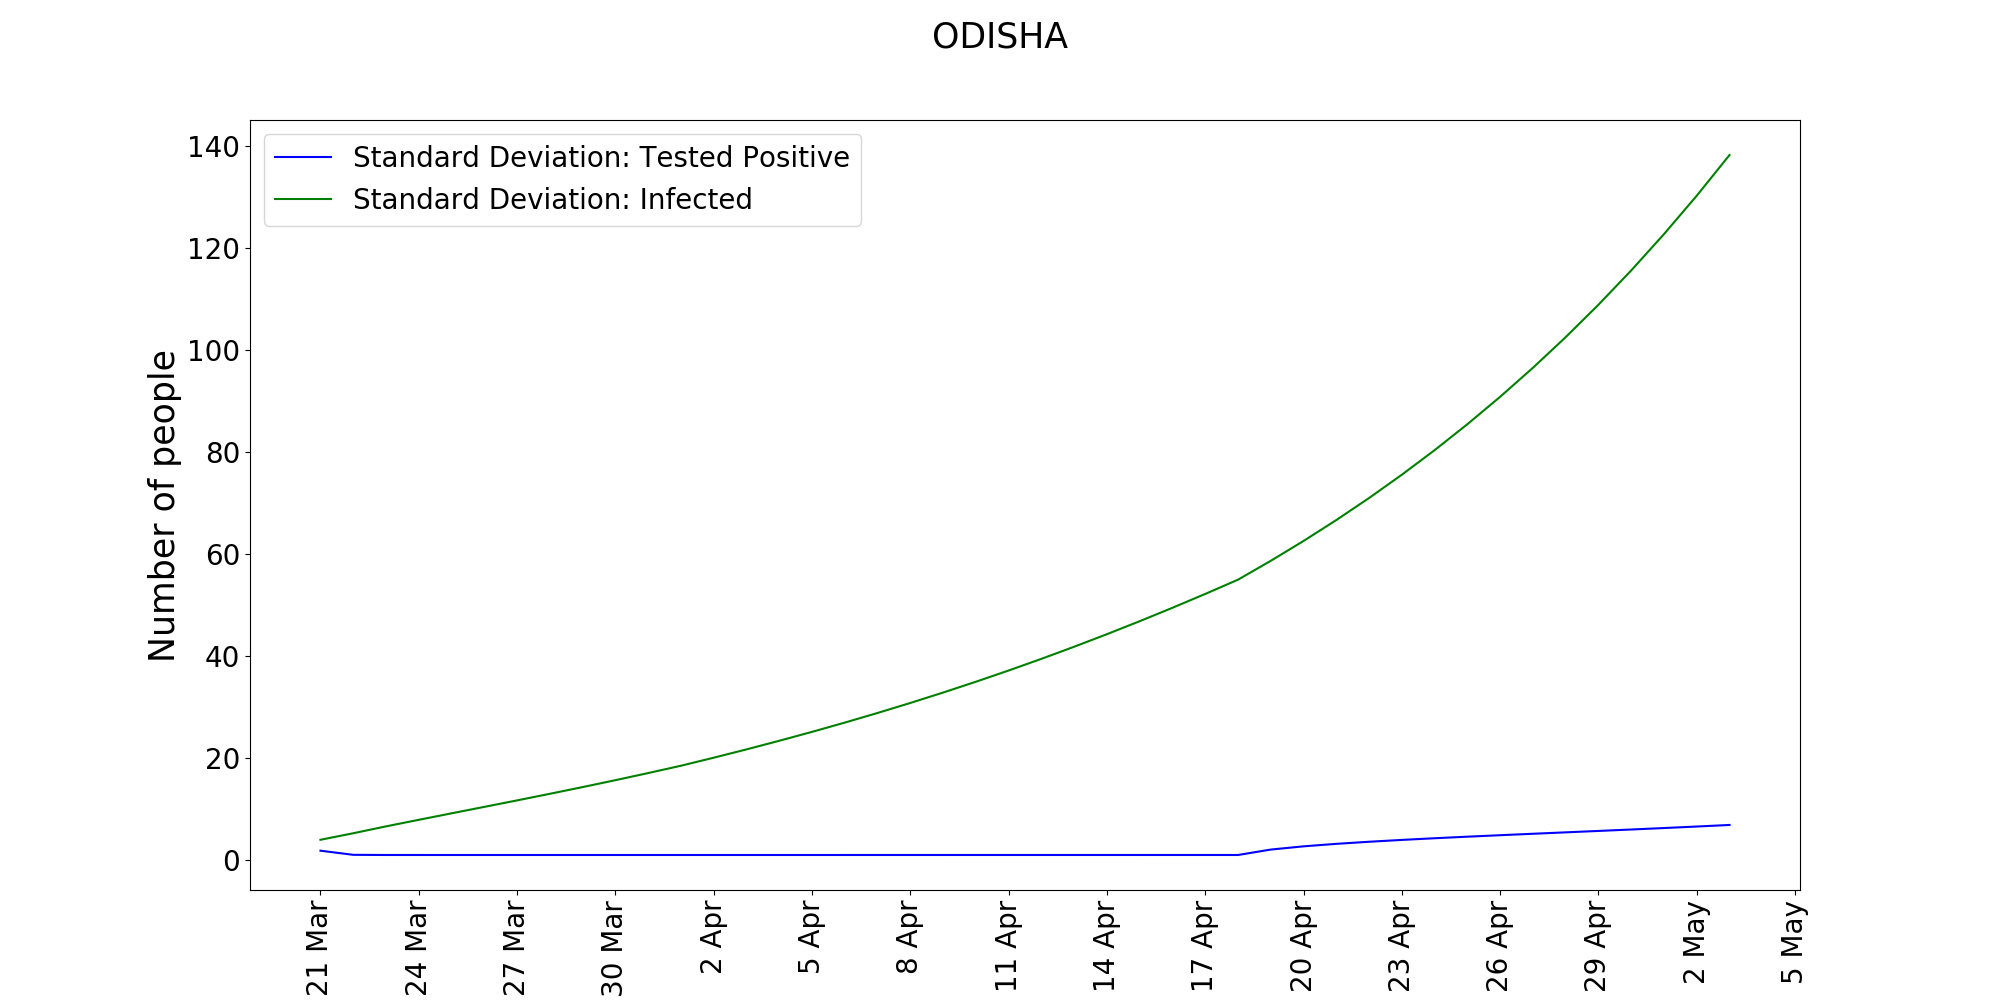 ODISHA
Standard Deviation: Tested Positive
Standard Deviation: Infected
Number of people
140
120
100
80
60
40
20
0
21 Mar
24 Mar
27 Mar
30 Mar
2 Apr
5 Apr
8 Apr
11 Apr
14 Apr
17 Apr
20 Apr
23 Apr
26 Apr
29 Apr
2 May
5 May